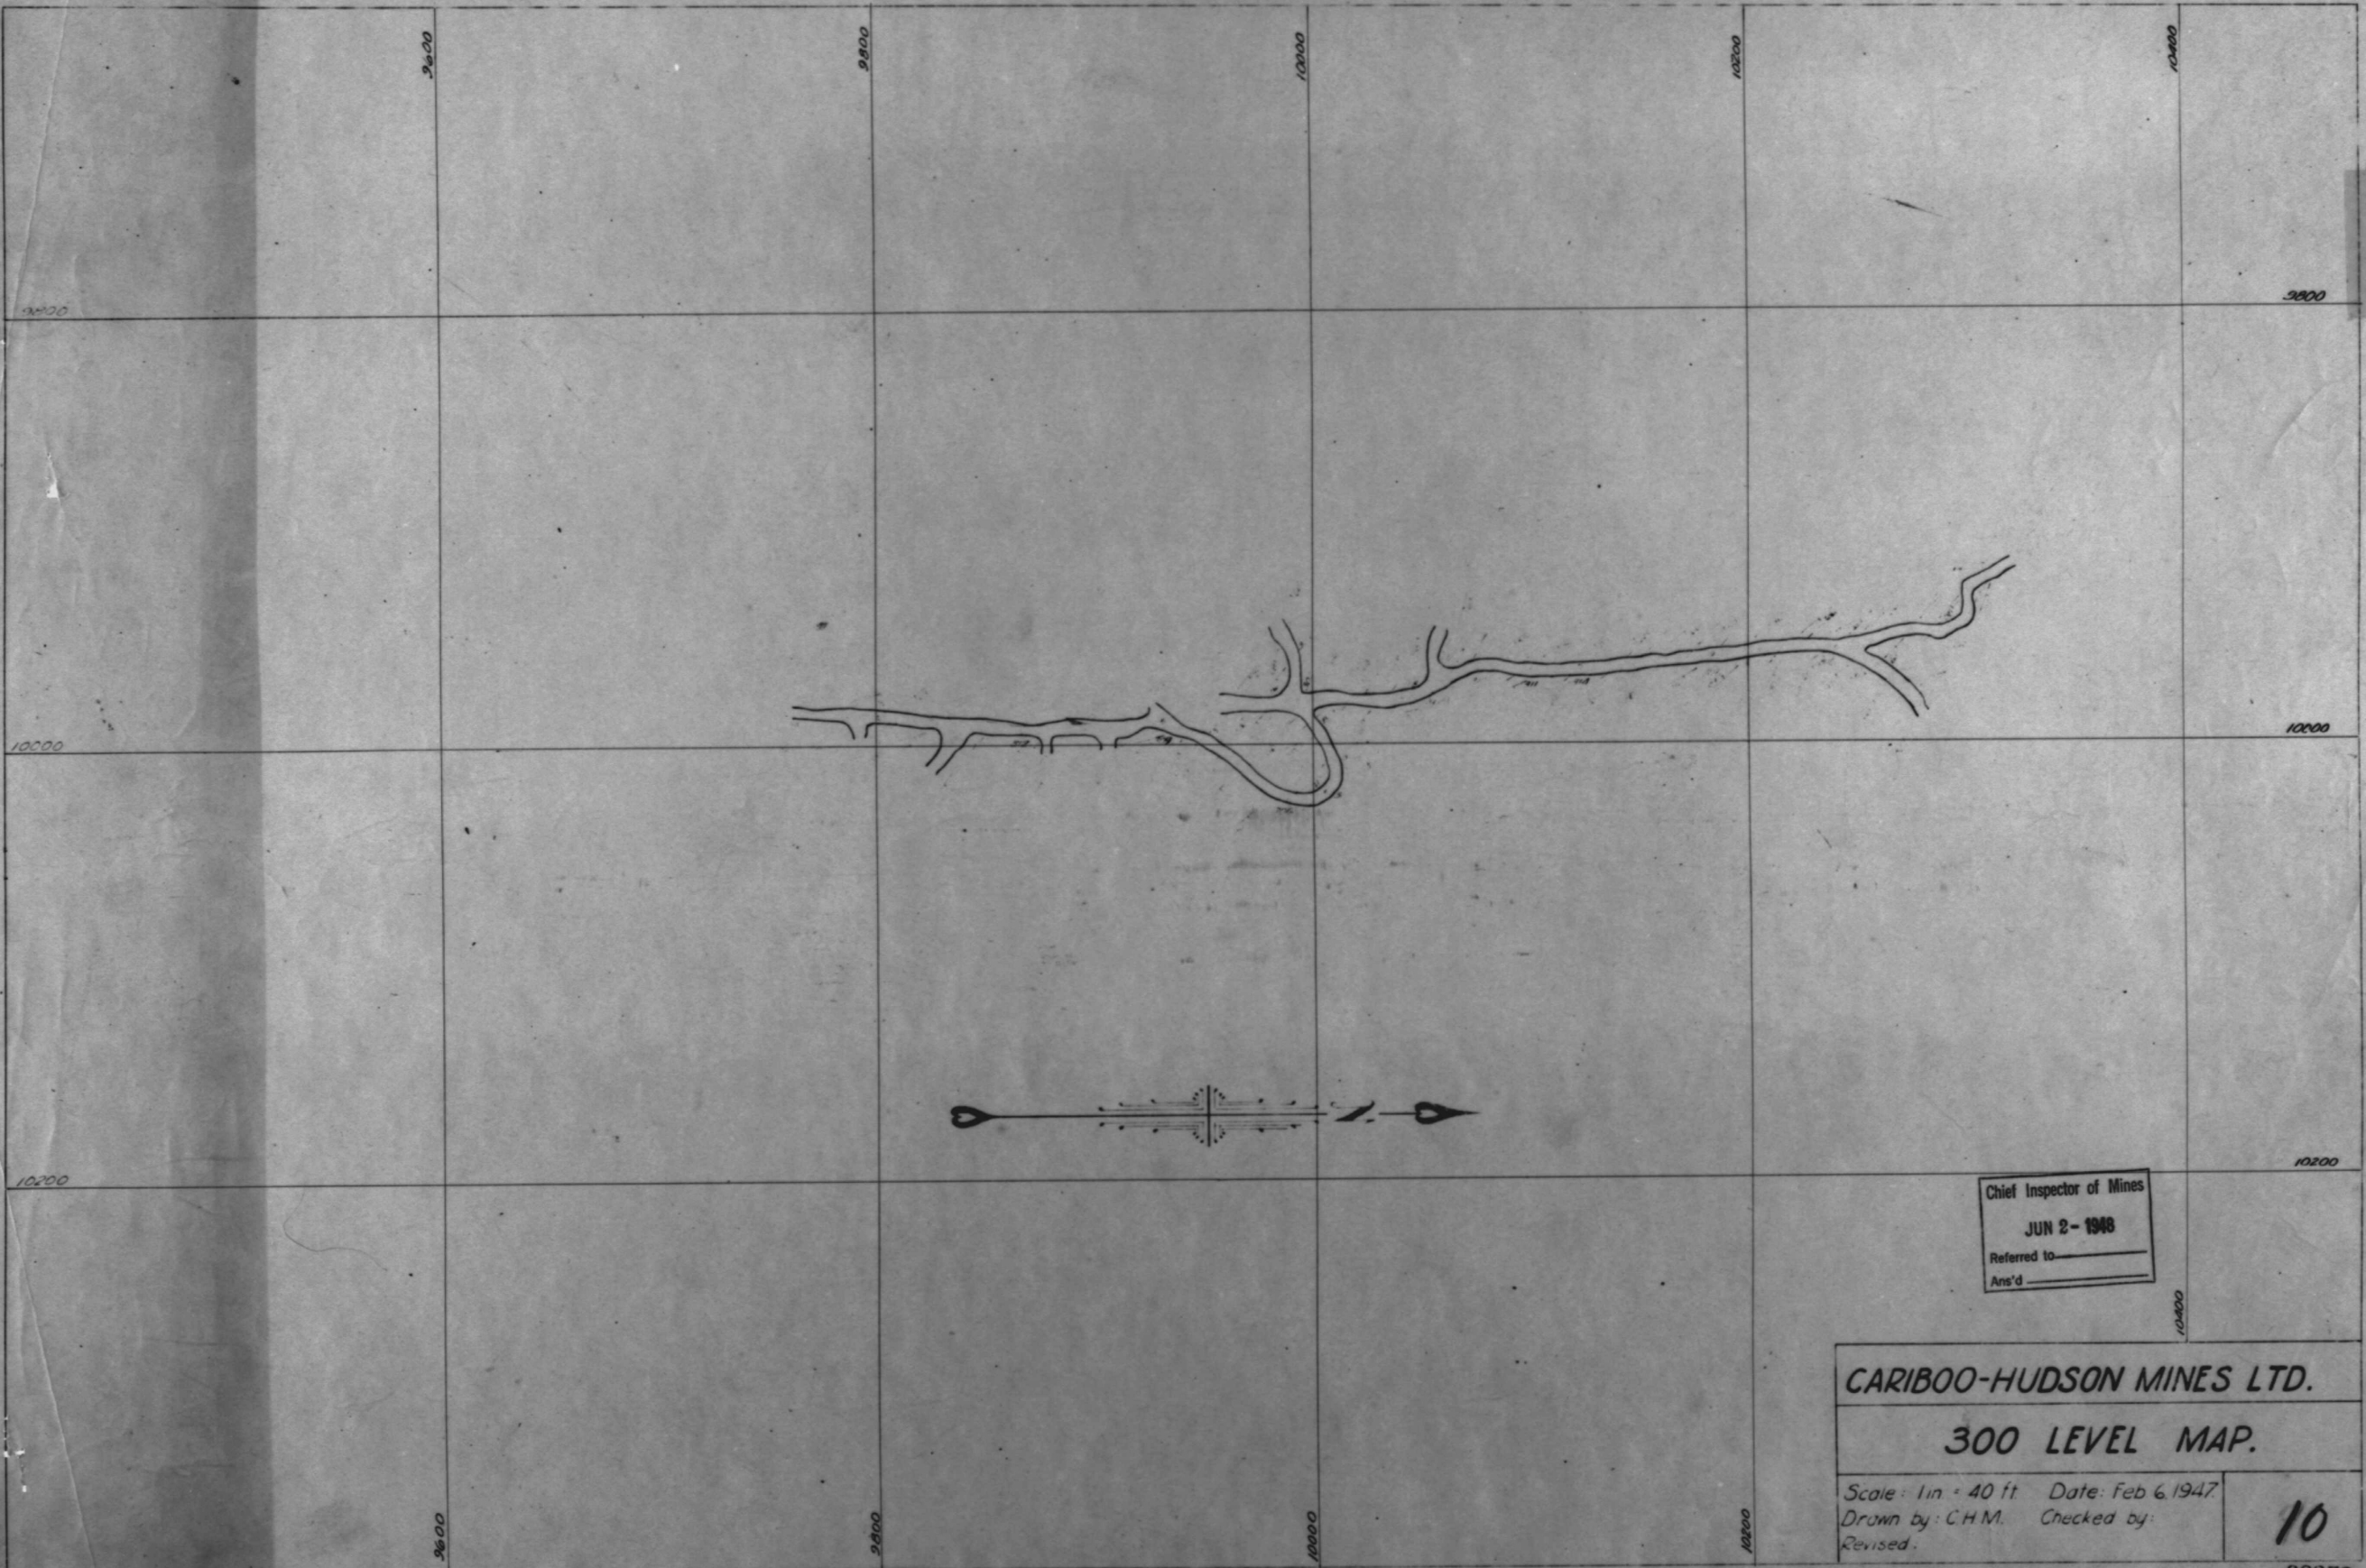 9600
9800
10000
10200
10400
9800
9800
10000
10000
10200
10200
Chief Inspector of Mines
JUN 2- 1948
Referred to
Ans'd
10400
CARIBOO-HUDSON MINES LTD.
300 LEVEL MAP.
Scale: 1 in = 40 ft Date: Feb 6, 1947.
Drawn by: C.H.M. Checked by:
Revised:
10
9600
9800
10000
10200